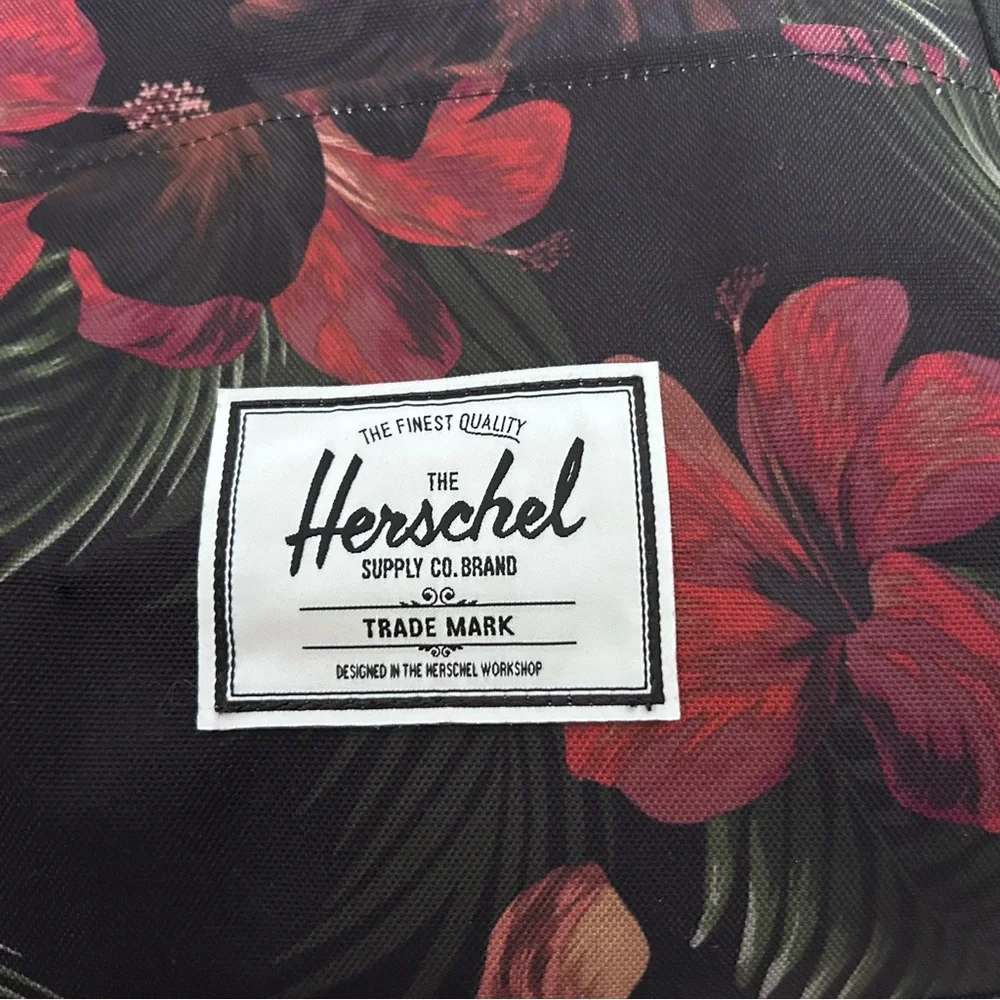 THE FINEST QUALITY
THE
Herschel
SUPPLY CO. BRAND
TRADE MARK
DESIGNED IN THE HERSCHEL WORKSHOP